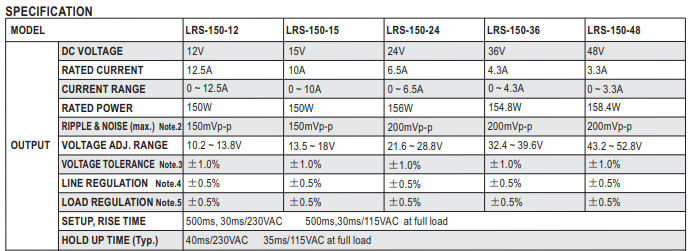 SPECIFICATION
MODEL LRS-150-12 LRS-150-15 LRS-150-24 LRS-150-36 LRS-150-48
OUTPUT
DC VOLTAGE 12V 15V 24V 36V 48V
RATED CURRENT 12.5A 10A 6.5A 4.3A 3.3A
CURRENT RANGE 0 ~ 12.5A 0 ~ 10A 0 ~ 6.5A 0 ~ 4.3A 0 ~ 3.3A
RATED POWER 150W 150W 156W 154.8W 158.4W
RIPPLE & NOISE (max.) Note.2 150mVp-p 150mVp-p 200mVp-p 200mVp-p 200mVp-p
VOLTAGE ADJ. RANGE 10.2 ~ 13.8V 13.5 ~ 18V 21.6 ~ 28.8V 32.4 ~ 39.6V 43.2 ~ 52.8V
VOLTAGE TOLERANCE Note.3 ±1.0% ±1.0% ±1.0% ±1.0% ±1.0%
LINE REGULATION Note.4 ±0.5% ±0.5% ±0.5% ±0.5% ±0.5%
LOAD REGULATION Note.5 ±0.5% ±0.5% ±0.5% ±0.5% ±0.5%
SETUP, RISE TIME 500ms, 30ms/230VAC 500ms,30ms/115VAC at full load
HOLD UP TIME (Typ.) 40ms/230VAC 35ms/115VAC at full load